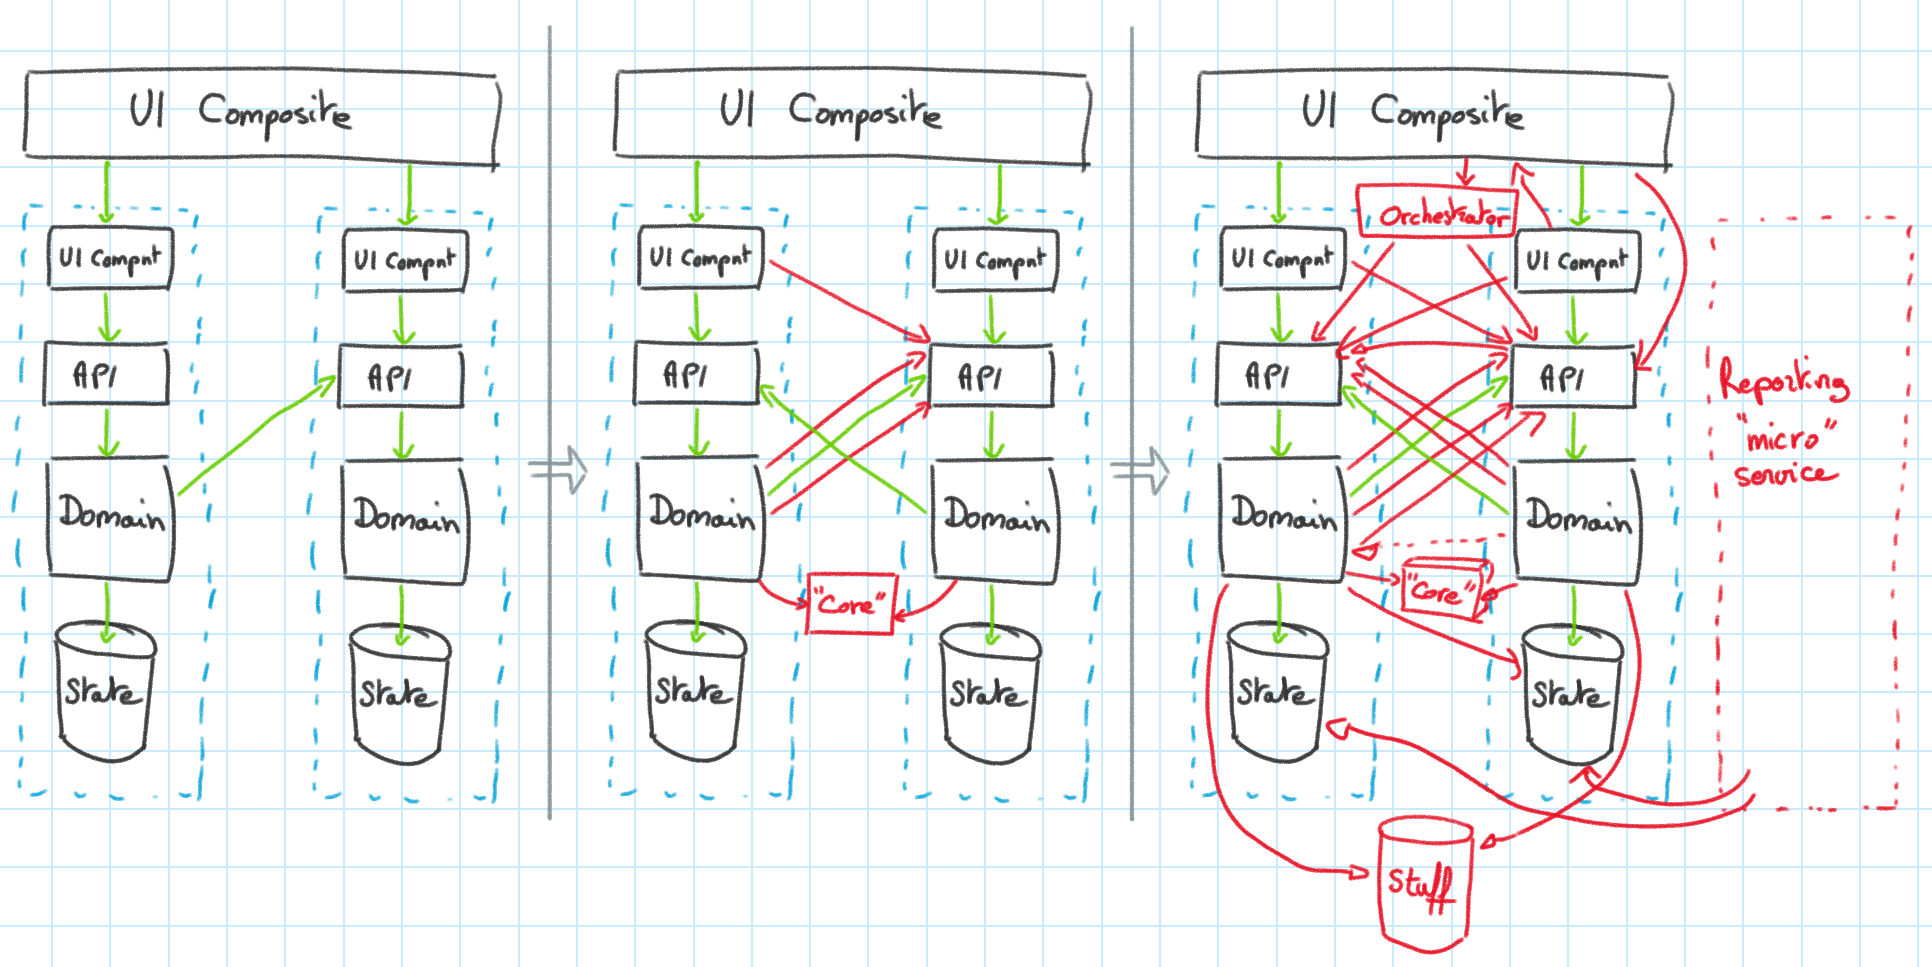 UI Composite
UI Compnt
UI Compnt
API
API
Domain
Domain
State
State
UI Composite
UI Compnt
UI Compnt
API
API
Domain
Domain
"Core"
State
State
UI Composite
Orchestrator
UI Compnt
UI Compnt
API
API
Domain
Domain
"Core"
State
State
Stuff
Reporting
"micro"
service